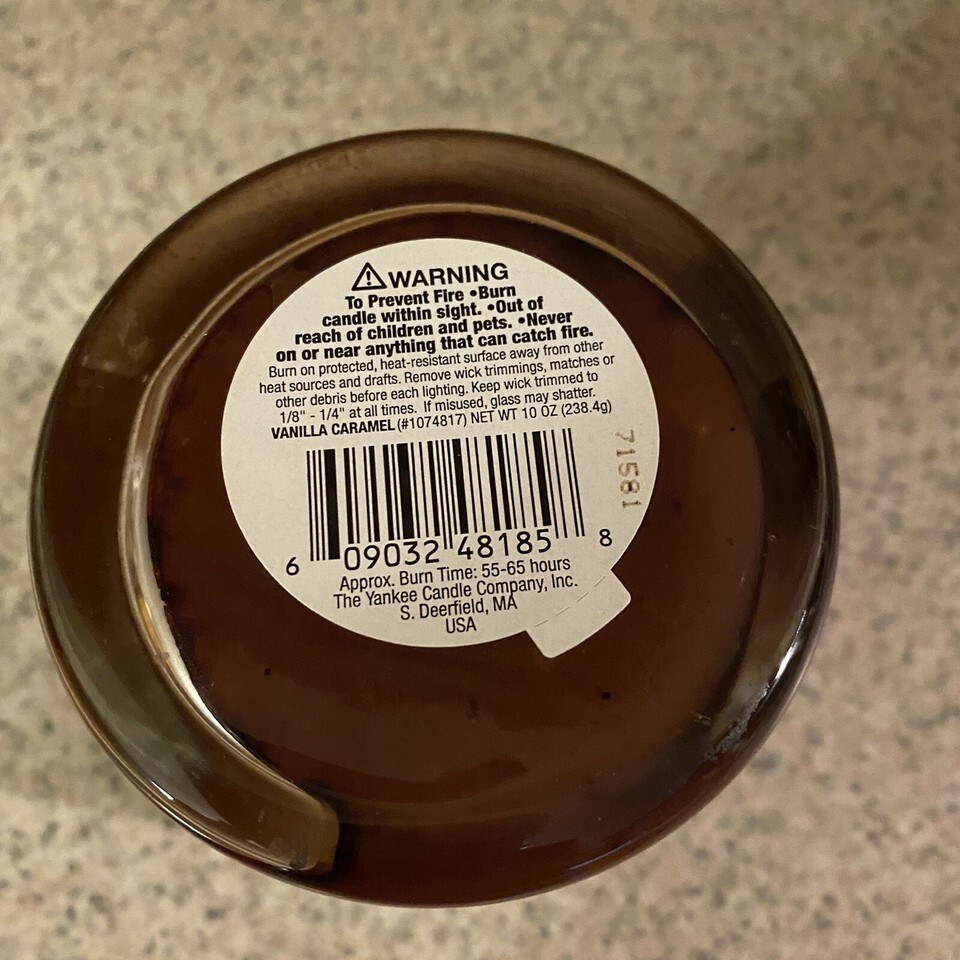 ⚠WARNING
To Prevent Fire •Burn
candle within sight. •Out of
reach of children and pets. •Never
on or near anything that can catch fire.
Burn on protected, heat-resistant surface away from other
heat sources and drafts. Remove wick trimmings, matches or
other debris before each lighting. Keep wick trimmed to
1/8" - 1/4" at all times. If misused, glass may shatter.
VANILLA CARAMEL (#1074817) NET WT 10 OZ (238.4g)
71581
6 09032 48185 8
Approx. Burn Time: 55-65 hours
The Yankee Candle Company, Inc.
S. Deerfield, MA
USA